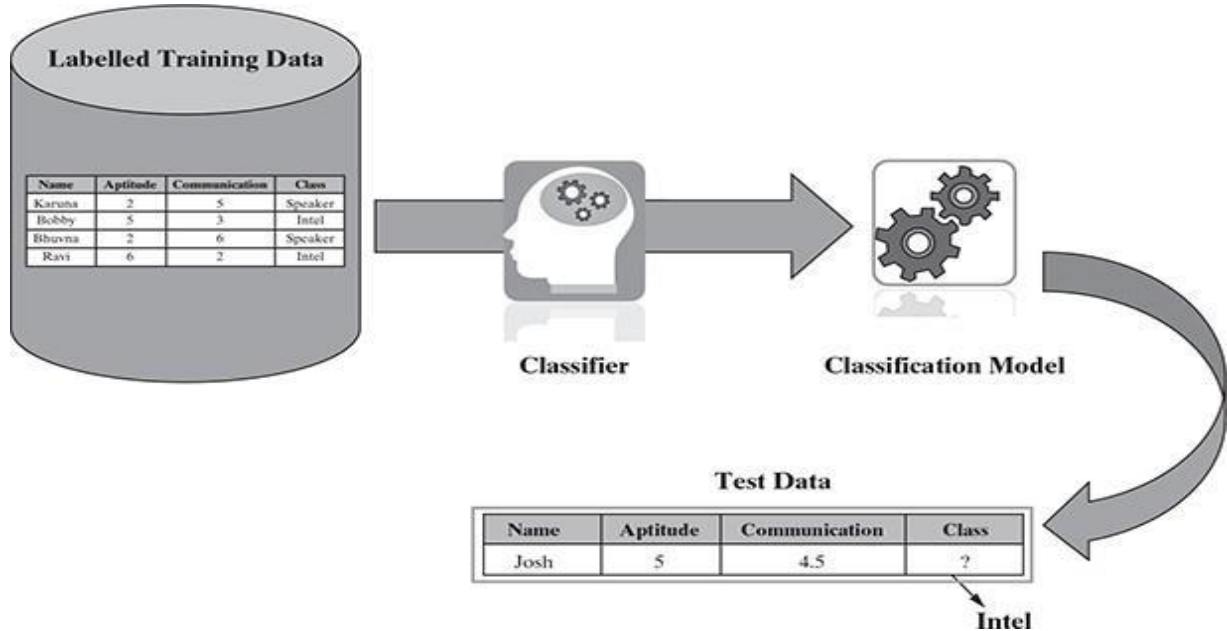 Labelled Training Data
Name Aptitude Communication Class
Karuna 2 5 Speaker
Bobby 5 3 Intel
Bhuvna 2 6 Speaker
Ravi 6 2 Intel
Classifier
Classification Model
Test Data
Name Aptitude Communication Class
Josh 5 4.5 ?
Intel